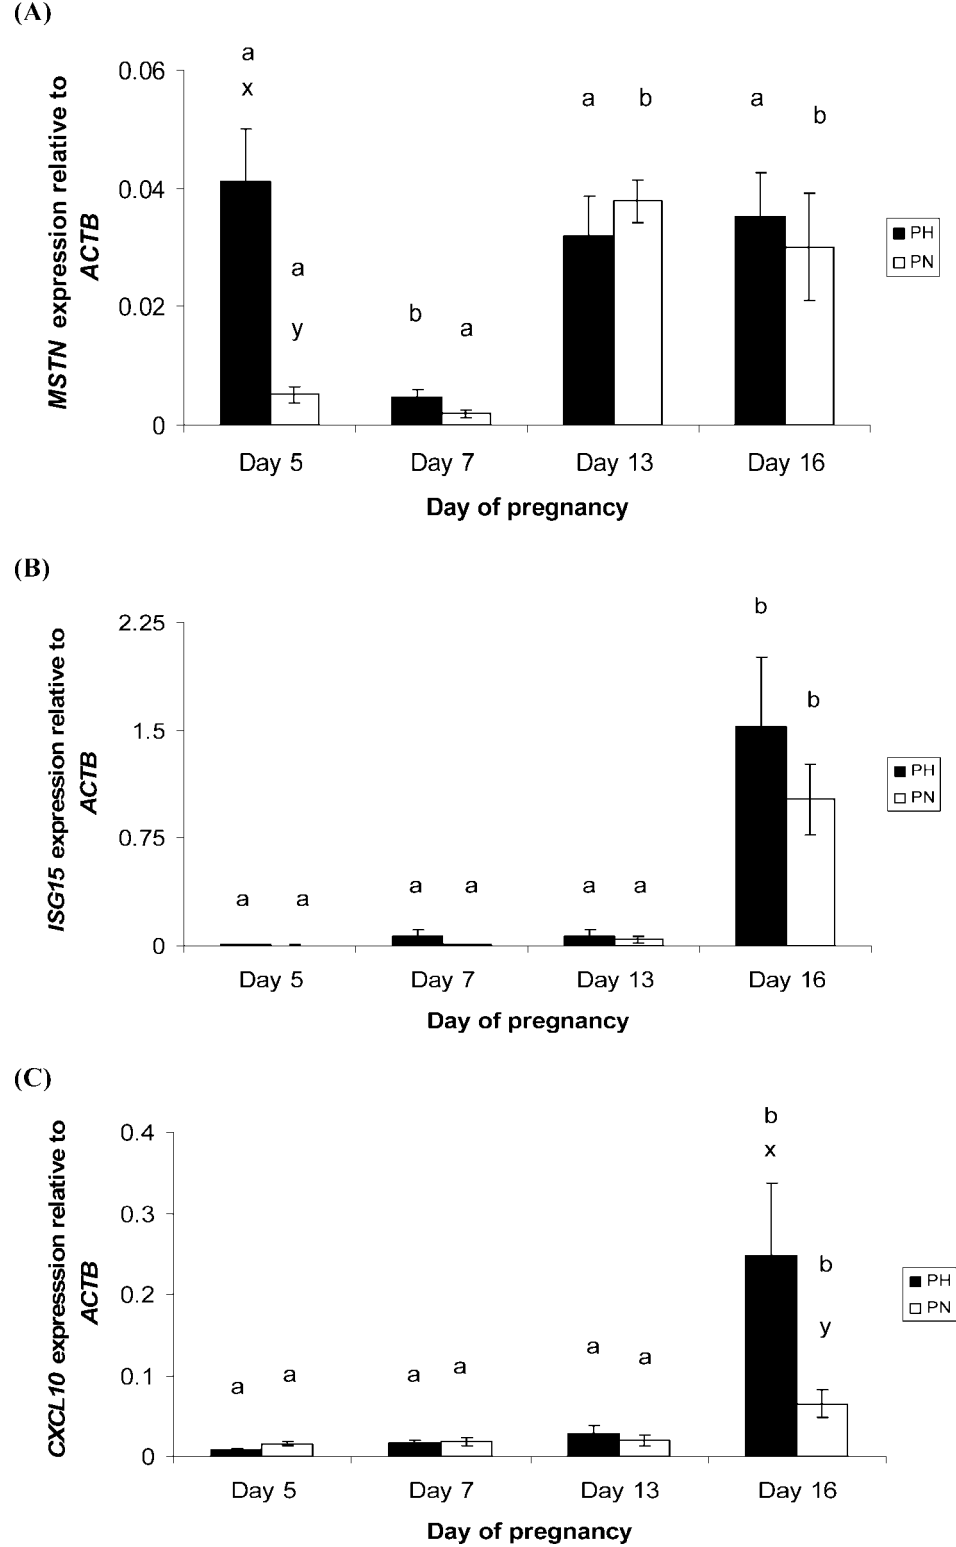 (A)
MSTN expression relative to
ACTB
0.06
0.04
0.02
0
a
x
a
y
b
a
a
b
a
b
PH
PN
Day 5
Day 7
Day 13
Day 16
Day of pregnancy
(B)
ISG15 expression relative to
ACTB
2.25
1.5
0.75
0
a
a
a
a
a
a
b
b
PH
PN
Day 5
Day 7
Day 13
Day 16
Day of pregnancy
(C)
CXCL10 expresssion relative to
ACTB
0.4
0.3
0.2
0.1
0
a
a
a
a
a
a
b
x
b
y
PH
PN
Day 5
Day 7
Day 13
Day 16
Day of pregnancy